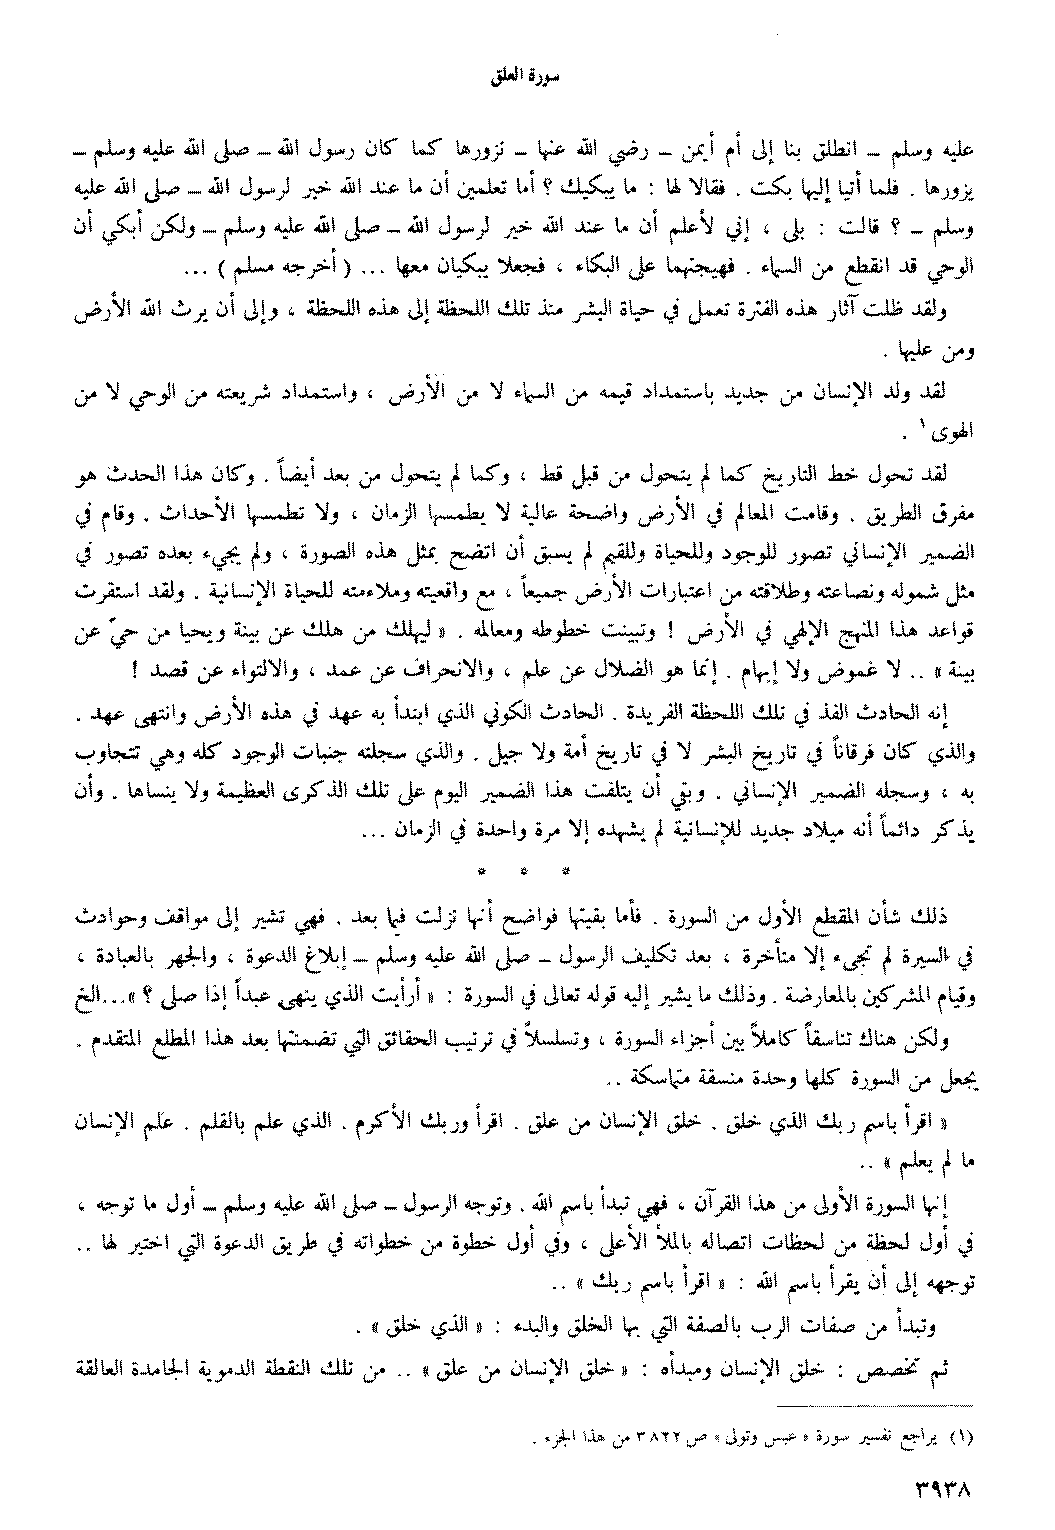 سورة العلق
عليه وسلم ــ انطلق بنا إلى أم أيمن ــ رضي الله عنها ــ نزورها كما كان رسول الله ــ صلى الله عليه وسلم ــ
يزورها . فلما أتيا إليها بكت . فقالا لها : ما يبكيك ؟ أما تعلمين أن ما عند الله خير لرسول الله ــ صلى الله عليه
وسلم ــ ؟ قالت : بلى ، إني لأعلم أن ما عند الله خير لرسول الله ــ صلى الله عليه وسلم ــ ولكن أبكي أن
الوحي قد انقطع من السماء . فهيجتهما على البكاء ، فجعلا يبكيان معها ... ( أخرجه مسلم ) ...
ولقد ظلت آثار هذه الفترة تعمل في حياة البشر منذ تلك اللحظة إلى هذه اللحظة ، وإلى أن يرث الله الأرض
ومن عليها .
لقد ولد الإنسان من جديد باستمداد قيمه من السماء لا من الأرض ، واستمداد شريعته من الوحي لا من
الهوى ١ .
لقد تحول خط التاريخ كما لم يتحول من قبل قط ، وكما لم يتحول من بعد أيضاً . وكان هذا الحدث هو
مفرق الطريق . وقامت المعالم في الأرض واضحة عالية لا يطمسها الزمان ، ولا تطمسها الأحداث . وقام في
الضمير الإنساني تصور للوجود وللحياة وللقيم لم يسبق أن اتضح بمثل هذه الصورة ، ولم يجيء بعده تصور في
مثل شموله ونصاعته وطلاقته من اعتبارات الأرض جميعاً ، مع واقعيته وملاءمته للحياة الإنسانية . ولقد استقرت
قواعد هذا المنهج الإلهي في الأرض ! وتبينت خطوطه ومعالمه . « ليهلك من هلك عن بينة ويحيا من حيّ عن
بينة » .. لا غموض ولا إبهام . إنما هو الضلال عن علم ، والانحراف عن عمد ، والالتواء عن قصد !
إنه الحادث الفذ في تلك اللحظة الفريدة . الحادث الكوني الذي ابتدأ به عهد في هذه الأرض وانتهى عهد .
والذي كان فرقاناً في تاريخ البشر لا في تاريخ أمة ولا جيل . والذي سجلته جنبات الوجود كله وهي تتجاوب
به ، وسجله الضمير الإنساني . وبقي أن يتلفت هذا الضمير اليوم على تلك الذكرى العظيمة ولا ينساها . وأن
يذكر دائماً أنه ميلاد جديد للإنسانية لم يشهده إلا مرة واحدة في الزمان ...
* * *
ذلك شأن المقطع الأول من السورة . فأما بقيتها فواضح أنها نزلت فيما بعد . فهي تشير إلى مواقف وحوادث
في السيرة لم تجىء إلا متأخرة ، بعد تكليف الرسول ــ صلى الله عليه وسلم ــ إبلاغ الدعوة ، والجهر بالعبادة ،
وقيام المشركين بالمعارضة . وذلك ما يشير إليه قوله تعالى في السورة : « أرأيت الذي ينهى عبداً إذا صلى ؟ »...الخ
ولكن هناك تناسقاً كاملاً بين أجزاء السورة ، وتسلسلاً في ترتيب الحقائق التي تضمنتها بعد هذا المطلع المتقدم .
يجعل من السورة كلها وحدة منسقة متماسكة ..
« اقرأ باسم ربك الذي خلق . خلق الإنسان من علق . اقرأ وربك الأكرم . الذي علم بالقلم . علم الإنسان
ما لم يعلم » ..
إنها السورة الأولى من هذا القرآن ، فهي تبدأ باسم الله . وتوجه الرسول ــ صلى الله عليه وسلم ــ أول ما توجه ،
في أول لحظة من لحظات اتصاله بالملأ الأعلى ، وفي أول خطوة من خطواته في طريق الدعوة التي اختير لها ..
توجهه إلى أن يقرأ باسم الله : « اقرأ باسم ربك » ..
وتبدأ من صفات الرب بالصفة التي بها الخلق والبدء : « الذي خلق » .
ثم تخصص : خلق الإنسان ومبدأه : « خلق الإنسان من علق » .. من تلك النقطة الدموية الجامدة العالقة
(١) يراجع تفسير سورة « عبس وتولى » ص ٣٨٢٢ من هذا الجزء .
٣٩٣٨